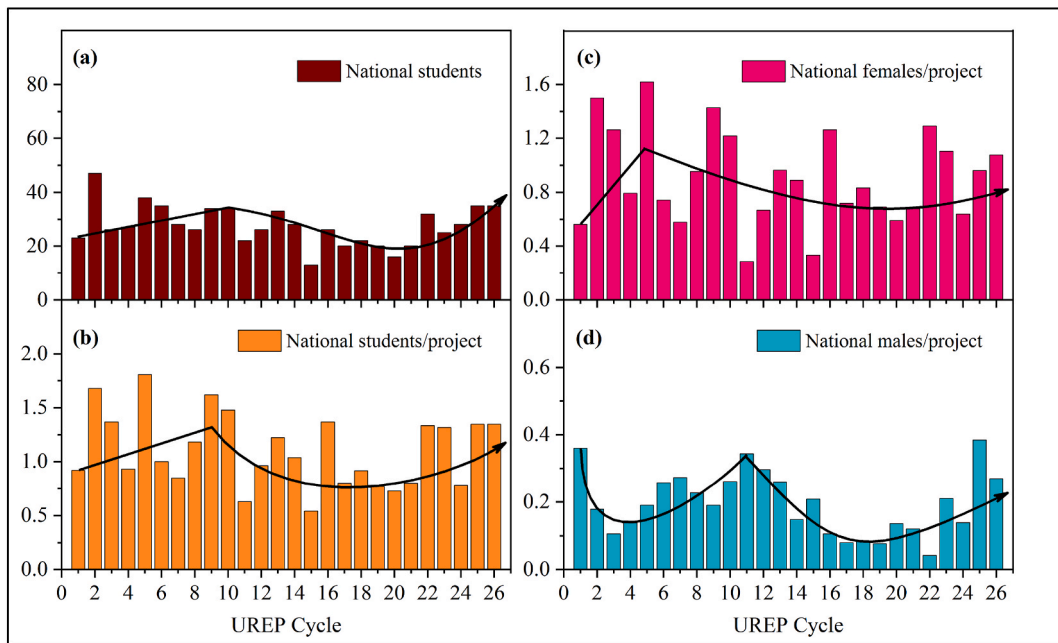 (a)
National students
80
60
40
20
0
(b)
National students/project
2.0
1.5
1.0
0.5
0.0
0 2 4 6 8 10 12 14 16 18 20 22 24 26
UREP Cycle
(c)
National females/project
1.6
1.2
0.8
0.4
0.0
(d)
National males/project
0.6
0.4
0.2
0.0
0 2 4 6 8 10 12 14 16 18 20 22 24 26
UREP Cycle